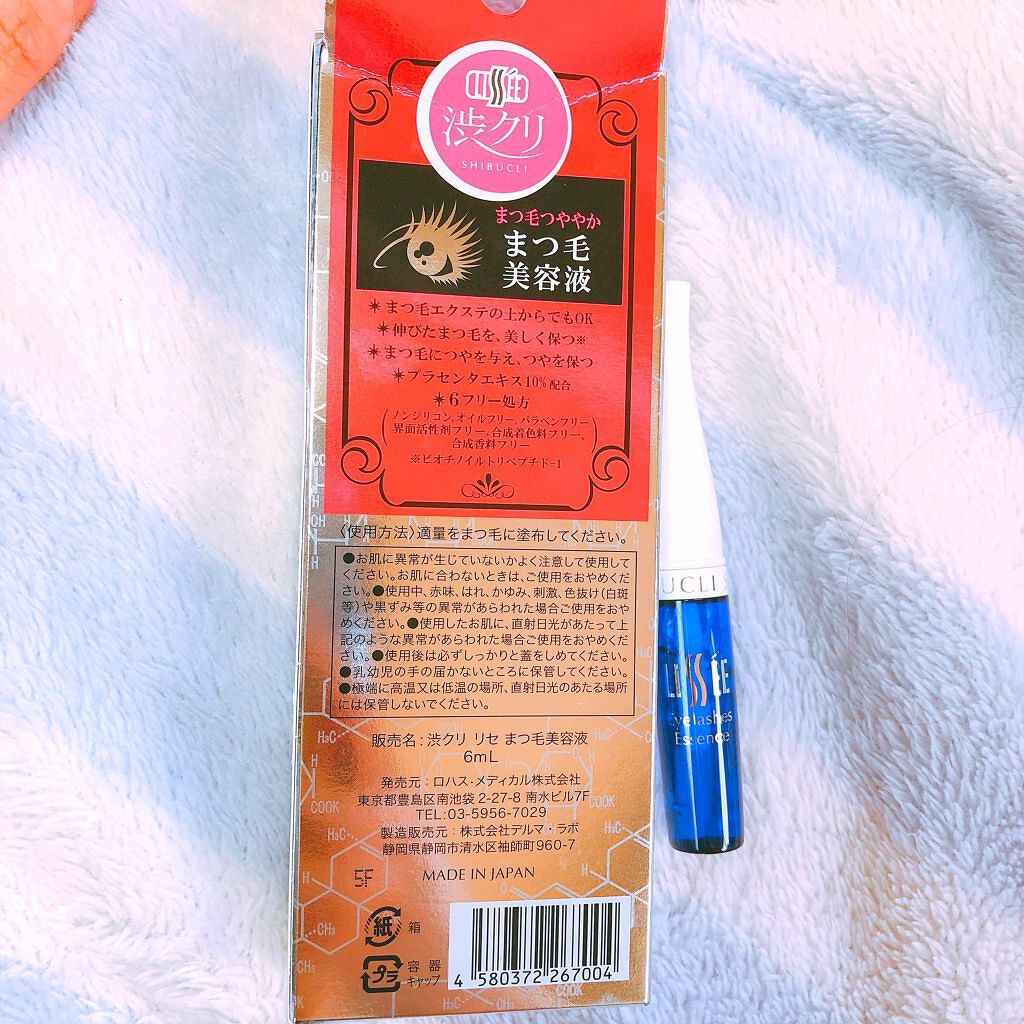 LISSÉE
渋クリ
SHIBUCLI
まつ毛つややか
まつ毛
美容液
✴まつ毛エクステの上からでもOK
✴伸びたまつ毛を、美しく保つ※
✴まつ毛につやを与え、つやを保つ
✴プラセンタエキス10%配合
✴6フリー処方
(ノンシリコン、オイルフリー、パラベンフリー
界面活性剤フリー、合成着色料フリー、
合成香料フリー)
※ビオチノイルトリペプチド-1
〈使用方法〉適量をまつ毛に塗布してください。
●お肌に異常が生じていないかよく注意して使用して
ください。お肌に合わないときは、ご使用をおやめくだ
さい。●使用中、赤味、はれ、かゆみ、刺激、色抜け(白斑
等)や黒ずみ等の異常があらわれた場合ご使用をおや
めください。●使用したお肌に、直射日光があたって上
記のような異常があらわれた場合ご使用をおやめくだ
さい。●使用後は必ずしっかりと蓋をしめてください。
●乳幼児の手の届かないところに保管してください。
●極端に高温又は低温の場所、直射日光のあたる場所
には保管しないでください。
販売名:渋クリ リセ まつ毛美容液
6mL
発売元:ロハス・メディカル株式会社
東京都豊島区南池袋 2-27-8 南水ビル7F
TEL:03-5956-7029
製造販売元:株式会社デルマ・ラボ
静岡県静岡市清水区袖師町960-7
5F
MADE IN JAPAN
紙 箱
プラ 容器
キャップ
4 580372 267004
UCLI
LISSÉE
Eyelashes
Essence
H₃C
COOK
H₃C
CH₃
CH₃
H₃C
COOK